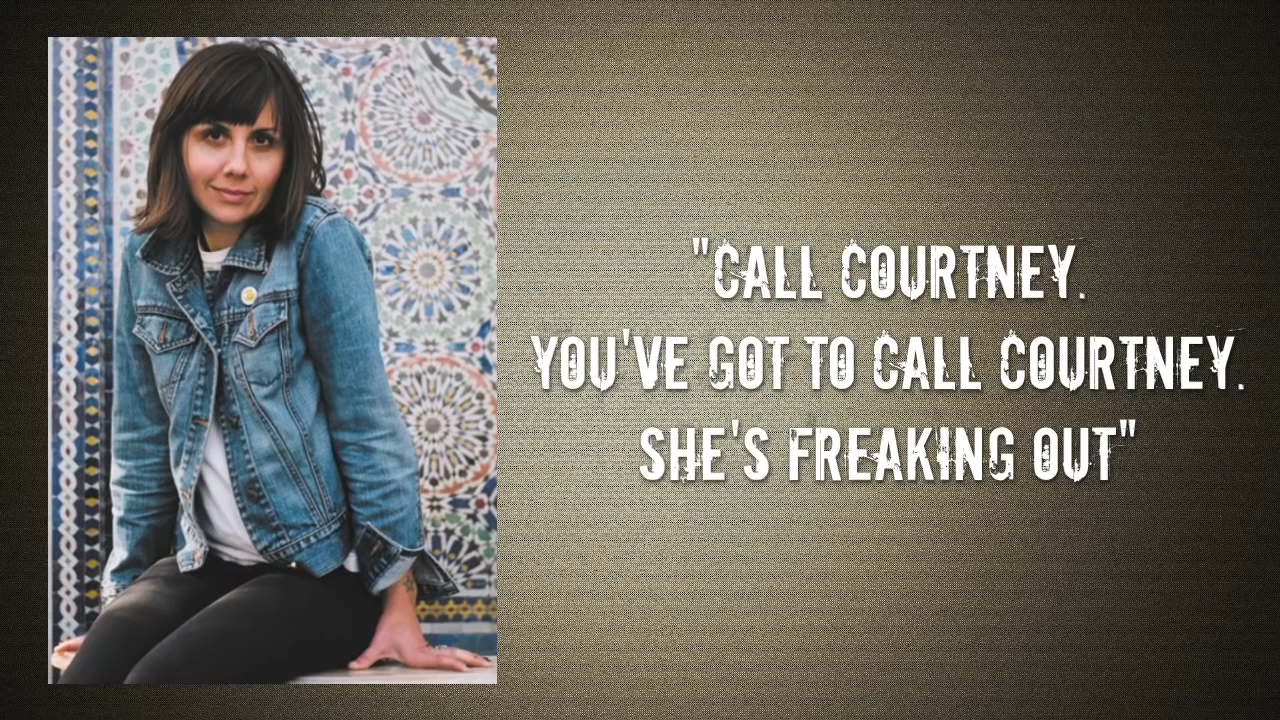 "CALL COURTNEY.
YOU'VE GOT TO CALL COURTNEY.
SHE'S FREAKING OUT"